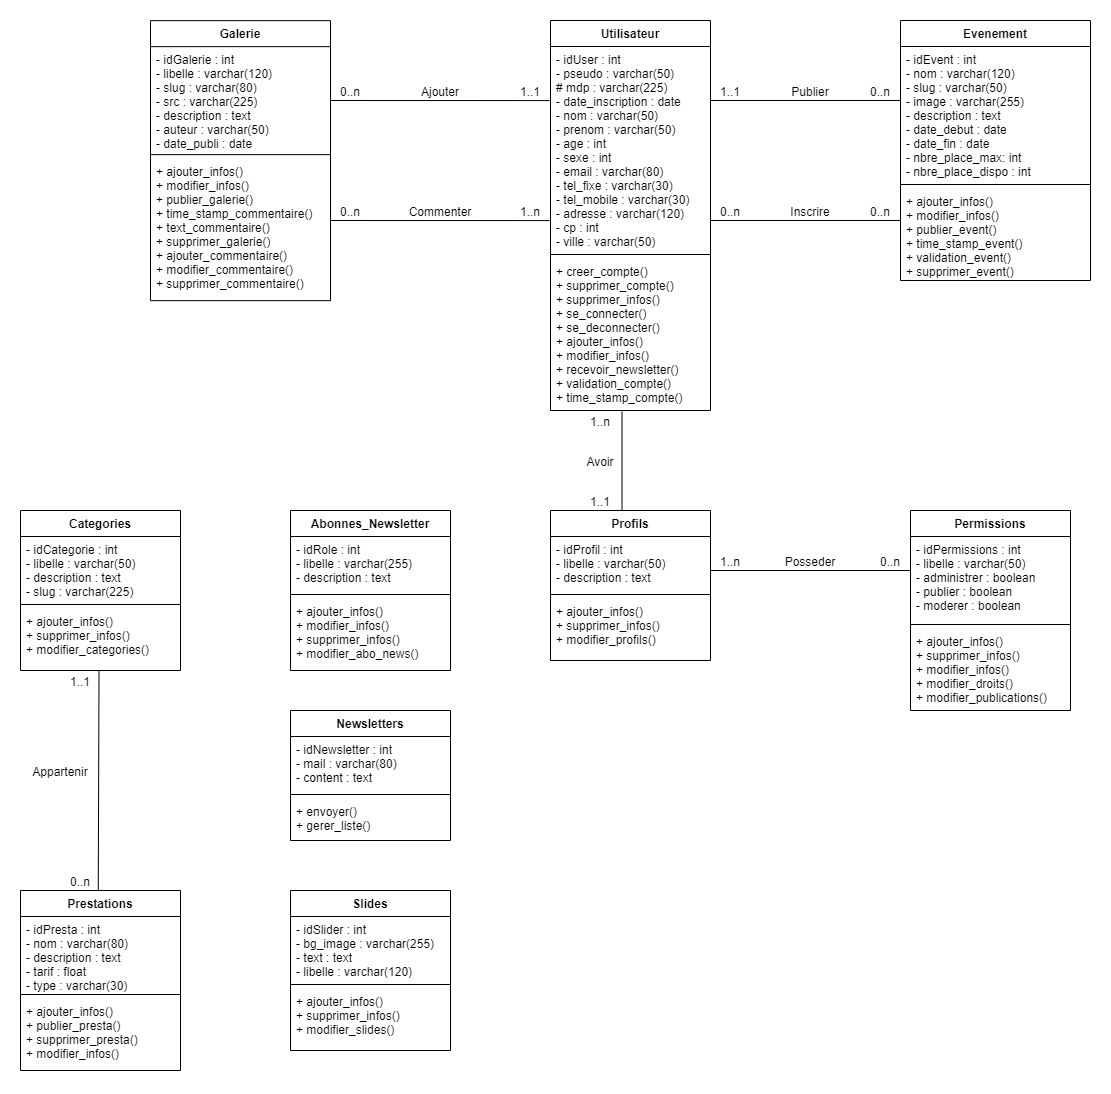 Galerie
- idGalerie : int
- libelle : varchar(120)
- slug : varchar(80)
- src : varchar(225)
- description : text
- auteur : varchar(50)
- date_publi : date
+ ajouter_infos()
+ modifier_infos()
+ publier_galerie()
+ time_stamp_commentaire()
+ text_commentaire()
+ supprimer_galerie()
+ ajouter_commentaire()
+ modifier_commentaire()
+ supprimer_commentaire()
0..n Ajouter 1..1
0..n Commenter 1..n
Utilisateur
- idUser : int
- pseudo : varchar(50)
# mdp : varchar(225)
- date_inscription : date
- nom : varchar(50)
- prenom : varchar(50)
- age : int
- sexe : int
- email : varchar(80)
- tel_fixe : varchar(30)
- tel_mobile : varchar(30)
- adresse : varchar(120)
- cp : int
- ville : varchar(50)
+ creer_compte()
+ supprimer_compte()
+ supprimer_infos()
+ se_connecter()
+ se_deconnecter()
+ ajouter_infos()
+ modifier_infos()
+ recevoir_newsletter()
+ validation_compte()
+ time_stamp_compte()
1..1 Publier 0..n
0..n Inscrire 0..n
Evenement
- idEvent : int
- nom : varchar(120)
- slug : varchar(50)
- image : varchar(255)
- description : text
- date_debut : date
- date_fin : date
- nbre_place_max: int
- nbre_place_dispo : int
+ ajouter_infos()
+ modifier_infos()
+ publier_event()
+ time_stamp_event()
+ validation_event()
+ supprimer_event()
1..n
Avoir
1..1
Categories
- idCategorie : int
- libelle : varchar(50)
- description : text
- slug : varchar(225)
+ ajouter_infos()
+ supprimer_infos()
+ modifier_categories()
Abonnes_Newsletter
- idRole : int
- libelle : varchar(255)
- description : text
+ ajouter_infos()
+ modifier_infos()
+ supprimer_infos()
+ modifier_abo_news()
Profils
- idProfil : int
- libelle : varchar(50)
- description : text
+ ajouter_infos()
+ supprimer_infos()
+ modifier_profils()
1..n Posseder 0..n
Permissions
- idPermissions : int
- libelle : varchar(50)
- administrer : boolean
- publier : boolean
- moderer : boolean
+ ajouter_infos()
+ supprimer_infos()
+ modifier_infos()
+ modifier_droits()
+ modifier_publications()
1..1
Appartenir
0..n
Newsletters
- idNewsletter : int
- mail : varchar(80)
- content : text
+ envoyer()
+ gerer_liste()
Prestations
- idPresta : int
- nom : varchar(80)
- description : text
- tarif : float
- type : varchar(30)
+ ajouter_infos()
+ publier_presta()
+ supprimer_presta()
+ modifier_infos()
Slides
- idSlider : int
- bg_image : varchar(255)
- text : text
- libelle : varchar(120)
+ ajouter_infos()
+ supprimer_infos()
+ modifier_slides()